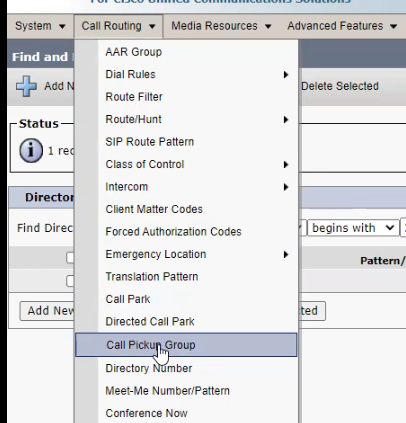 For Cisco Unified Communications Solutions
System Call Routing Media Resources Advanced Features
Find and
AAR Group
Add N
Dial Rules
Delete Selected
Route Filter
Status
Route/Hunt
1 rec
SIP Route Pattern
Class of Control
Intercom
Director
Client Matter Codes
Find Direc
Forced Authorization Codes
begins with
Emergency Location
Pattern/
Translation Pattern
Call Park
Add New
Directed Call Park
ted
Call Pickup Group
Directory Number
Meet-Me Number/Pattern
Conference Now